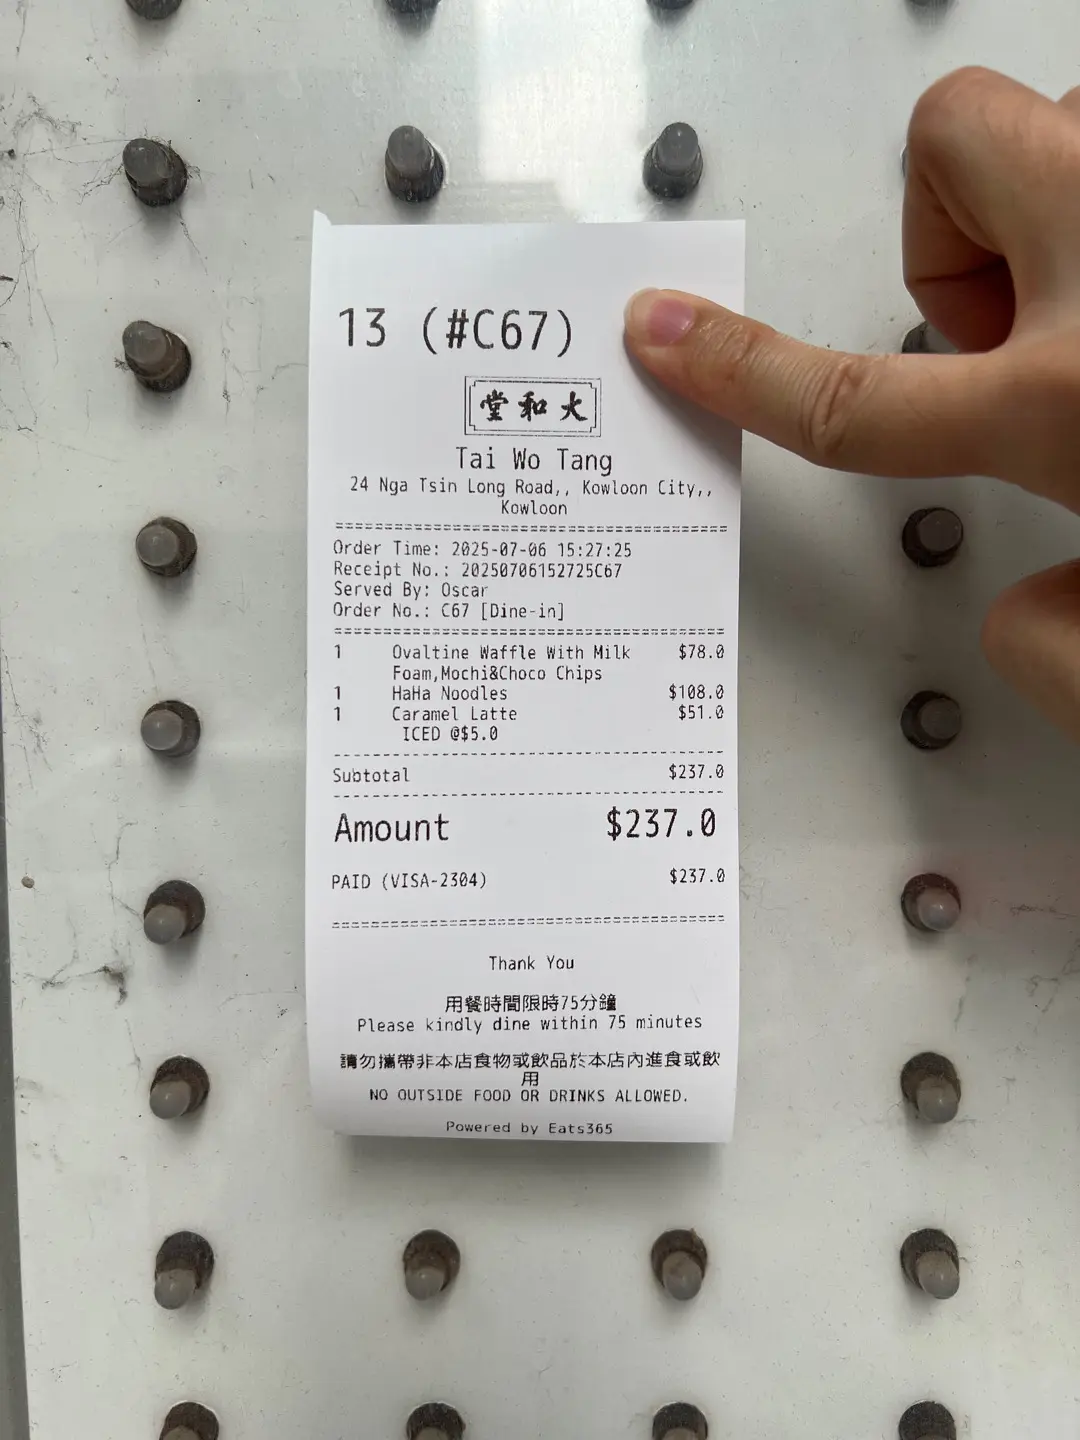 13 (#C67)
堂和大
Tai Wo Tang
24 Nga Tsin Long Road,, Kowloon City,,
Kowloon
Order Time: 2025-07-06 15:27:25
Receipt No.: 20250706152725C67
Served By: Oscar
Order No.: C67 [Dine-in]
1 Ovaltine Waffle With Milk $78.0
Foam,Mochi&Choco Chips
1 HaHa Noodles $108.0
1 Caramel Latte $51.0
ICED @$5.0
Subtotal $237.0
Amount $237.0
PAID (VISA-2304) $237.0
Thank You
用餐時間限時75分鐘
Please kindly dine within 75 minutes
請勿攜帶非本店食物或飲品於本店內進食或飲
用
NO OUTSIDE FOOD OR DRINKS ALLOWED.
Powered by Eats365